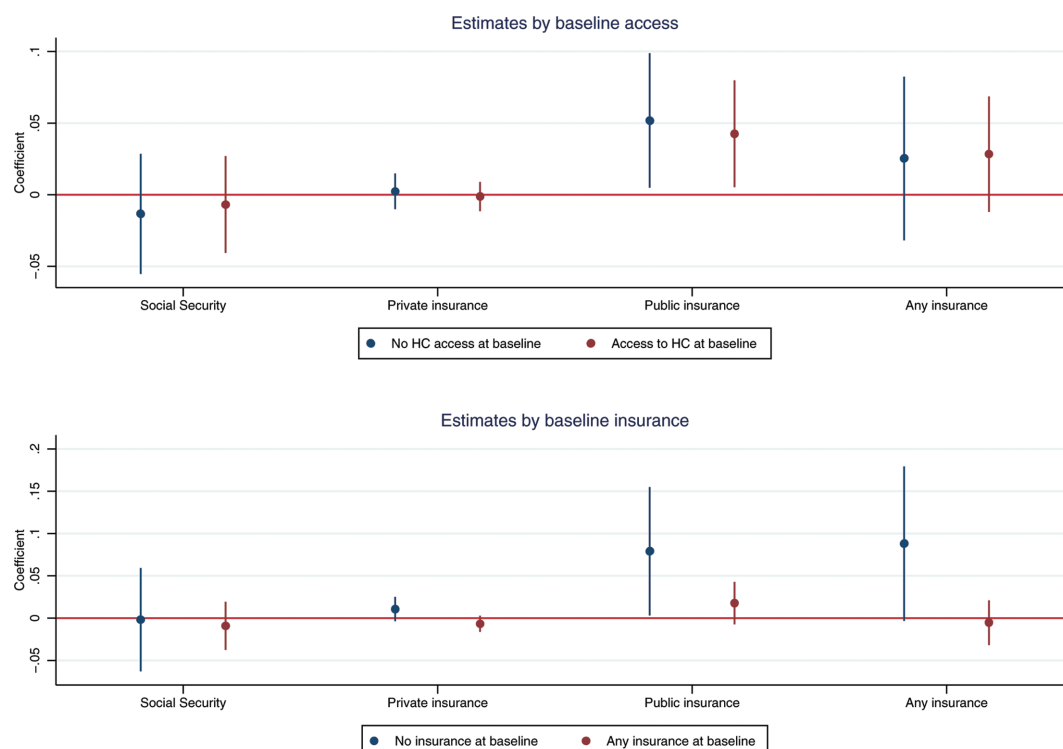 Estimates by baseline access
Coefficient
.1
.05
0
-.05
Social Security Private insurance Public insurance Any insurance
No HC access at baseline Access to HC at baseline
Estimates by baseline insurance
Coefficient
.2
.15
.1
.05
0
-.05
Social Security Private insurance Public insurance Any insurance
No insurance at baseline Any insurance at baseline